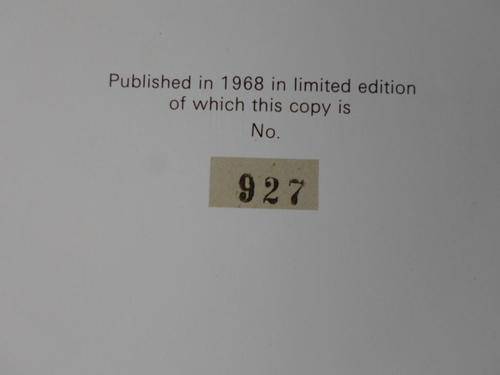 Published in 1968 in limited edition
of which this copy is
No.
927